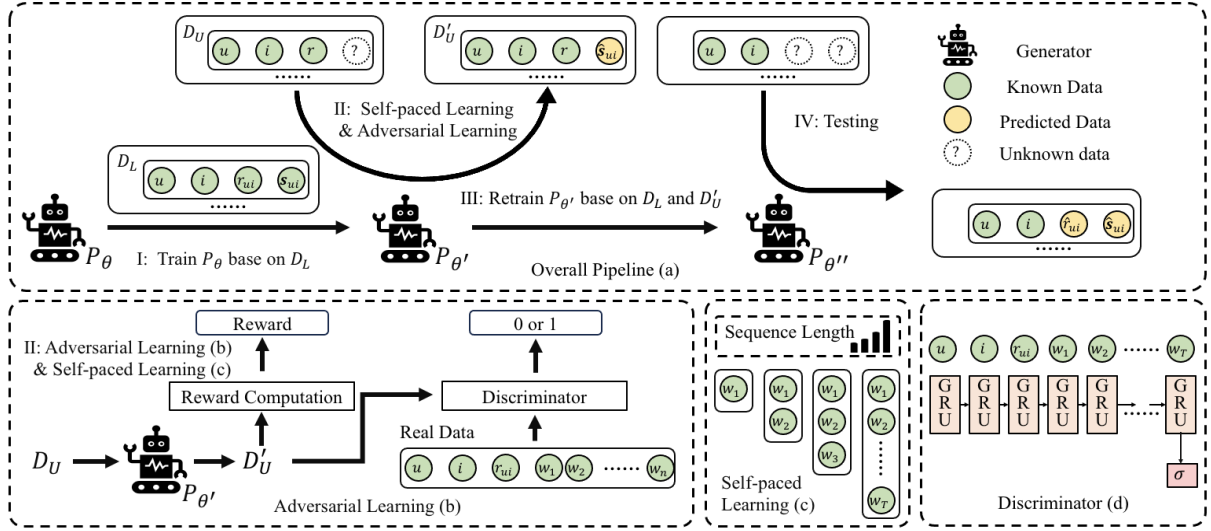 D_U
u i r ?
......
D'_U
u i r ŝ_ui
......
u i ? ?
......
Generator
Known Data
Predicted Data
? Unknown data
II: Self-paced Learning
& Adversarial Learning
IV: Testing
D_L
u i r_ui s_ui
......
P_θ
I: Train P_θ base on D_L
P_θ'
III: Retrain P_θ' base on D_L and D'_U
P_θ''
u i r̂_ui ŝ_ui
......
Overall Pipeline (a)
Reward
0 or 1
II: Adversarial Learning (b)
& Self-paced Learning (c)
Reward Computation
Discriminator
Real Data
u i r_ui w_1 w_2 ...... w_n
D_U
P_θ'
D'_U
Adversarial Learning (b)
Sequence Length
w_1 w_1 w_1 w_1
w_2 w_2 w_2
w_3
......
w_T
Self-paced
Learning (c)
u i r_ui w_1 w_2 ...... w_T
GRU GRU GRU GRU GRU ...... GRU
σ
Discriminator (d)